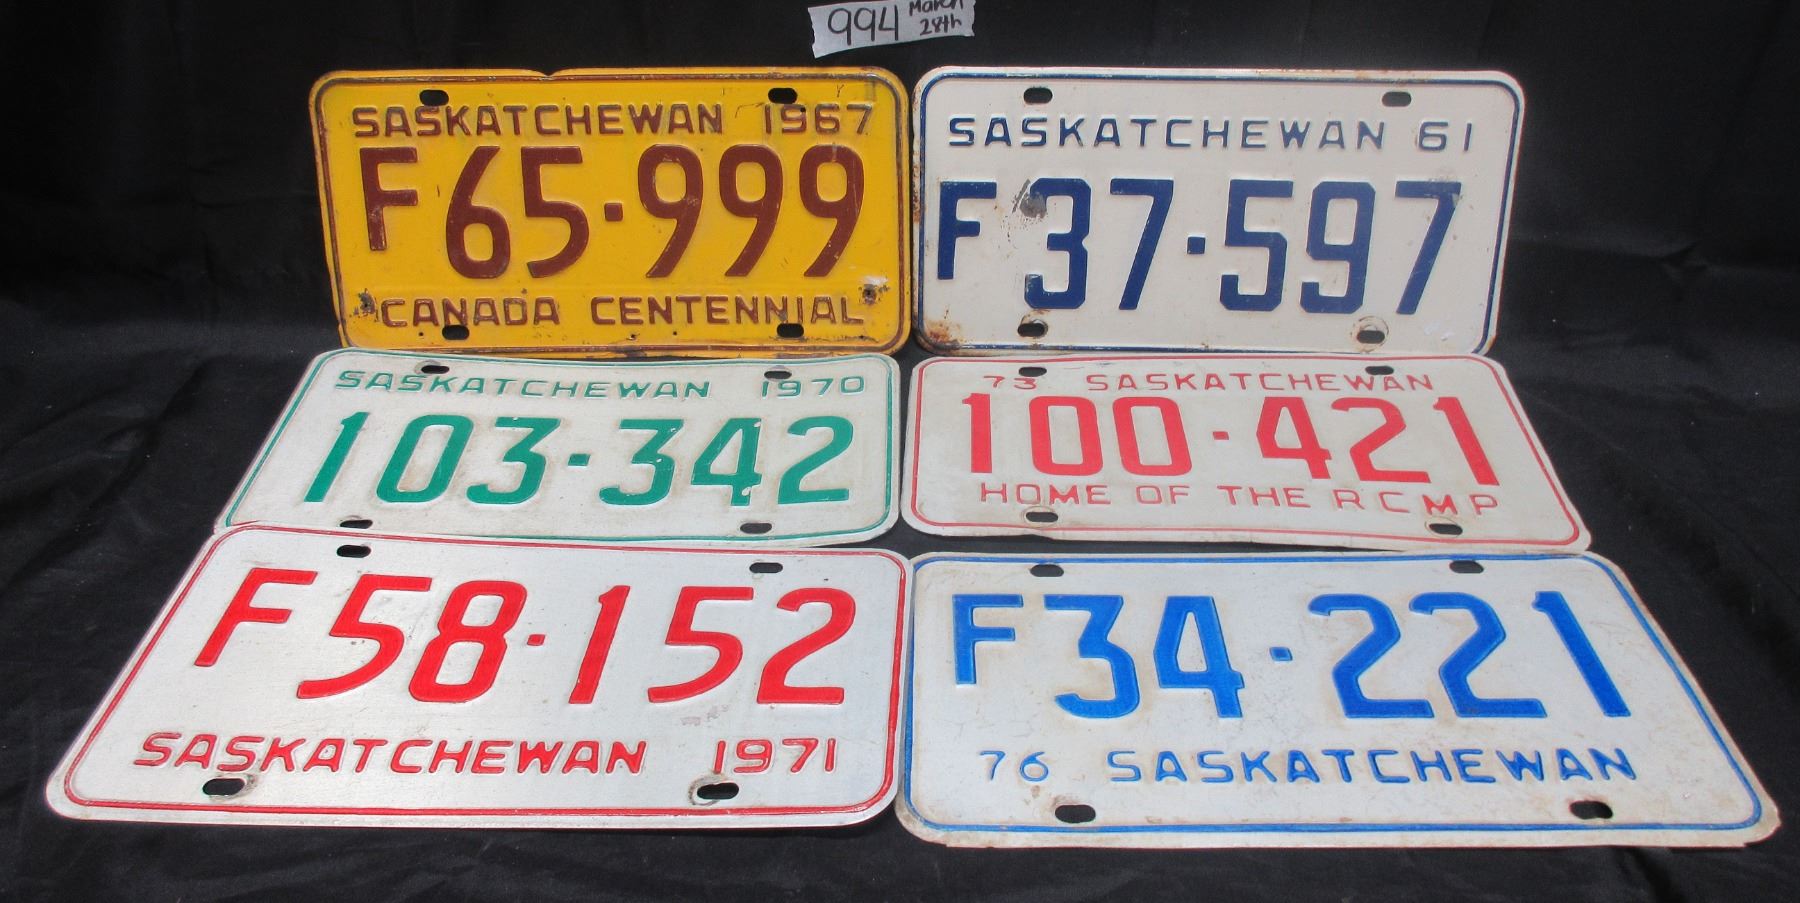 994 March 28th
SASKATCHEWAN 1967
F65·999
CANADA CENTENNIAL
SASKATCHEWAN 61
F37·597
SASKATCHEWAN 1970
103·342
73 SASKATCHEWAN
100·421
HOME OF THE RCMP
F58·152
SASKATCHEWAN 1971
F34·221
76 SASKATCHEWAN